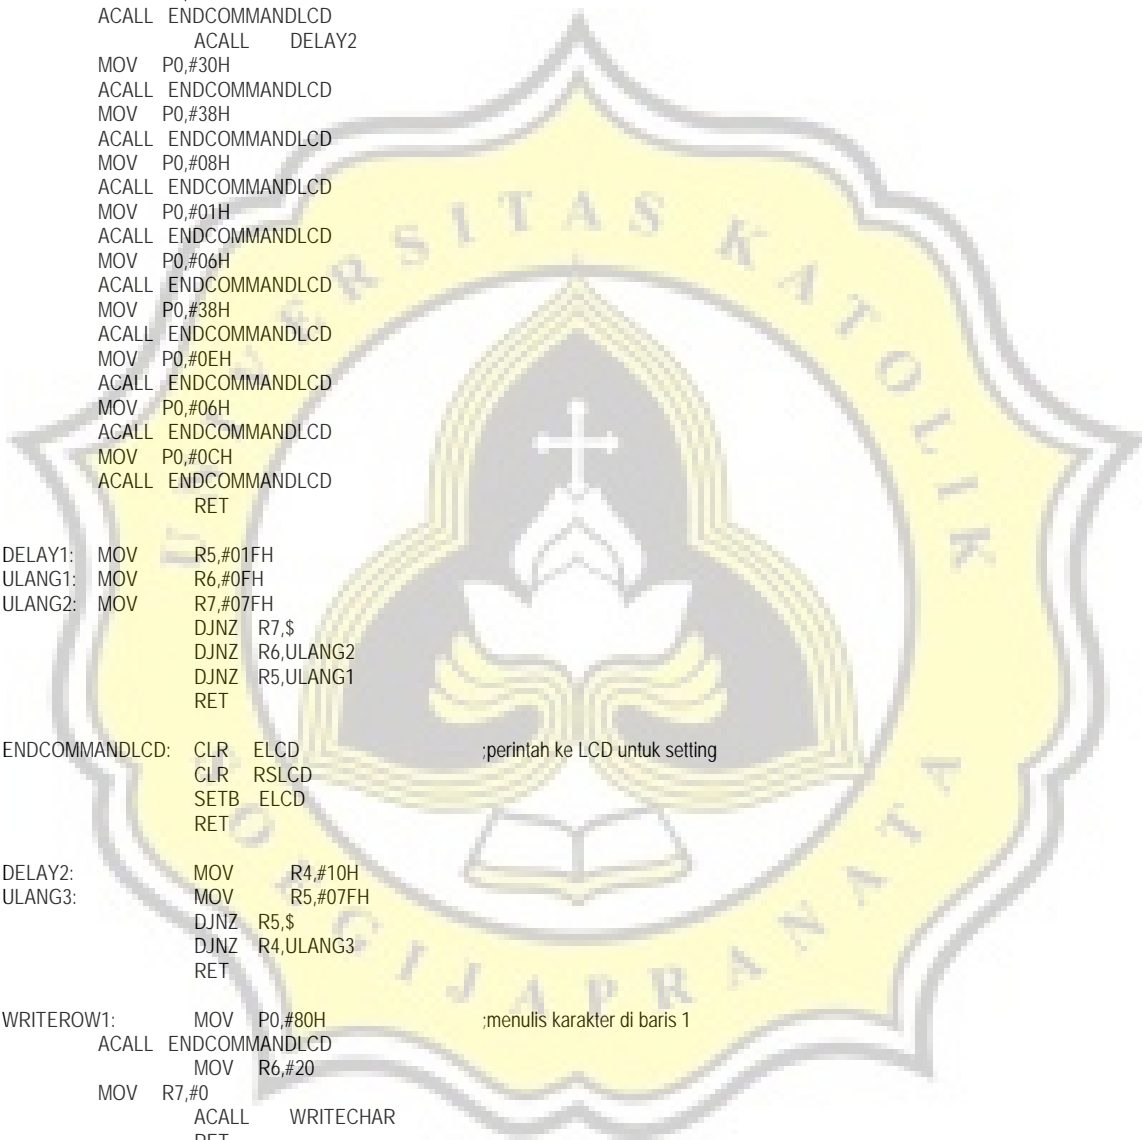 ACALL ENDCOMMANDLCD
ACALL DELAY2
MOV P0,#30H
ACALL ENDCOMMANDLCD
MOV P0,#38H
ACALL ENDCOMMANDLCD
MOV P0,#08H
ACALL ENDCOMMANDLCD
MOV P0,#01H
ACALL ENDCOMMANDLCD
MOV P0,#06H
ACALL ENDCOMMANDLCD
MOV P0,#38H
ACALL ENDCOMMANDLCD
MOV P0,#0EH
ACALL ENDCOMMANDLCD
MOV P0,#06H
ACALL ENDCOMMANDLCD
MOV P0,#0CH
ACALL ENDCOMMANDLCD
RET
DELAY1: MOV R5,#01FH
ULANG1: MOV R6,#0FH
ULANG2: MOV R7,#07FH
DJNZ R7,$
DJNZ R6,ULANG2
DJNZ R5,ULANG1
RET
ENDCOMMANDLCD: CLR ELCD ;perintah ke LCD untuk setting
CLR RSLCD
SETB ELCD
RET
DELAY2: MOV R4,#10H
ULANG3: MOV R5,#07FH
DJNZ R5,$
DJNZ R4,ULANG3
RET
WRITEROW1: MOV P0,#80H ;menulis karakter di baris 1
ACALL ENDCOMMANDLCD
MOV R6,#20
MOV R7,#0
ACALL WRITECHAR
RET
UNIVERSITAS KATOLIK
SOEGIJAPRANATA